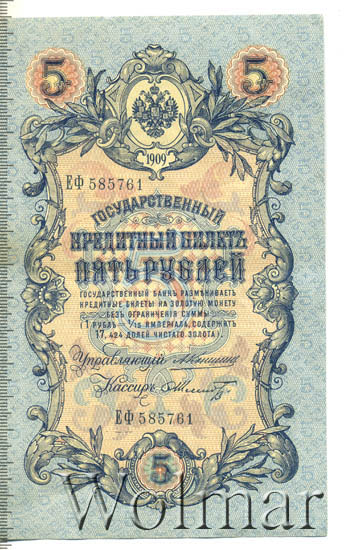 5 5
1909
ЕФ 585761
ГОСУДАРСТВЕННЫЙ
КРЕДИТНЫЙ БИЛЕТЪ
ПЯТЬ РУБЛЕЙ
ГОСУДАРСТВЕННЫЙ БАНКЪ РАЗМѢНИВАЕТЪ
КРЕДИТНЫЕ БИЛЕТЫ НА ЗОЛОТУЮ МОНЕТУ
БЕЗЪ ОГРАНИЧЕНІЯ СУММЫ
(1 РУБЛЬ = 1/15 ИМПЕРІАЛА, СОДЕРЖИТЪ
17,424 ДОЛЕЙ ЧИСТАГО ЗОЛОТА).
Управляющій
Кассиръ
ЕФ 585761
5
Wolmar